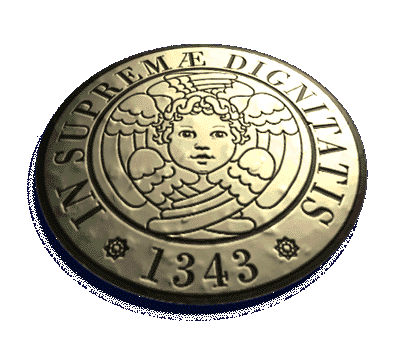 IN SUPREMÆ DIGNITATIS
1343